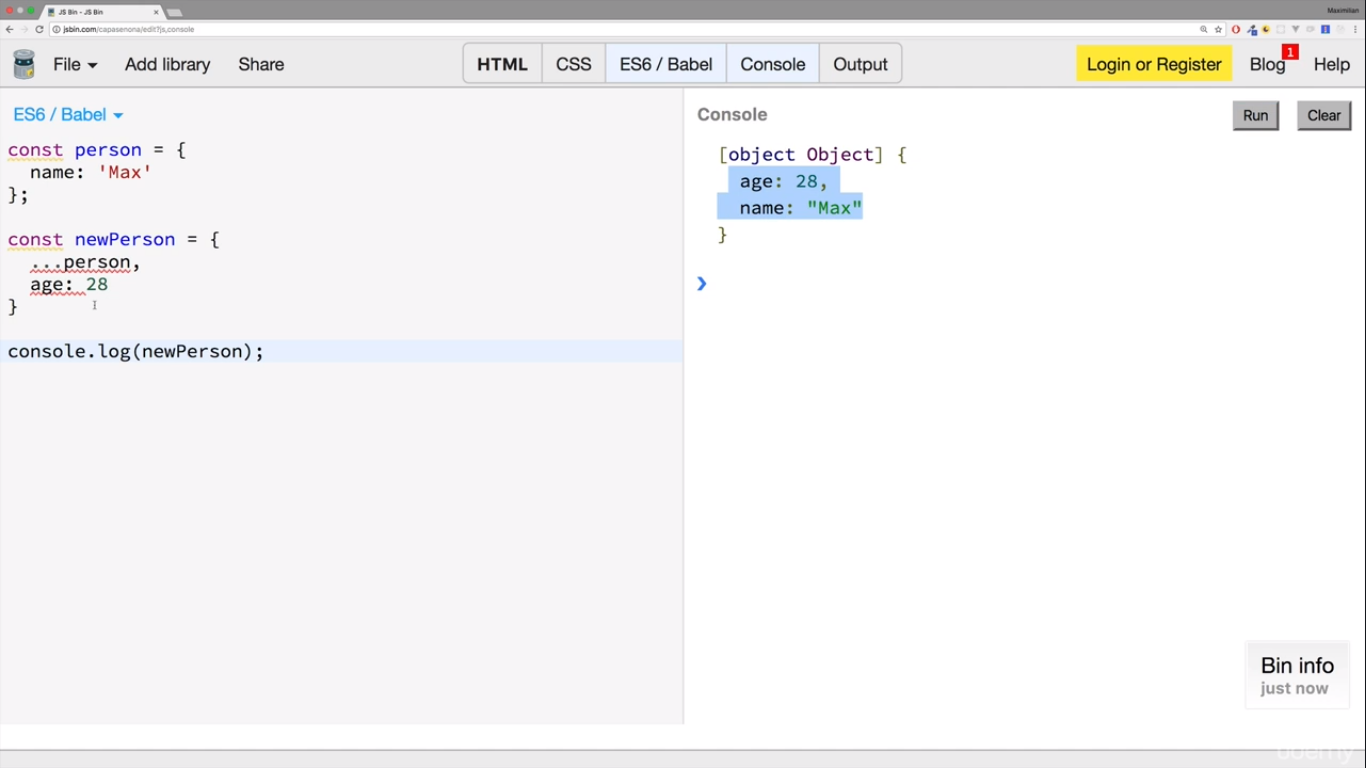 JS Bin - JS Bin
Maximilian
jsbin.com/capasenona/edit?js,console
File Add library Share HTML CSS ES6 / Babel Console Output Login or Register Blog 1 Help
ES6 / Babel
const person = {
name: 'Max'
};
const newPerson = {
...person,
age: 28
}
console.log(newPerson);
Console Run Clear
[object Object] {
age: 28,
name: "Max"
}
❯
Bin info
just now
udemy